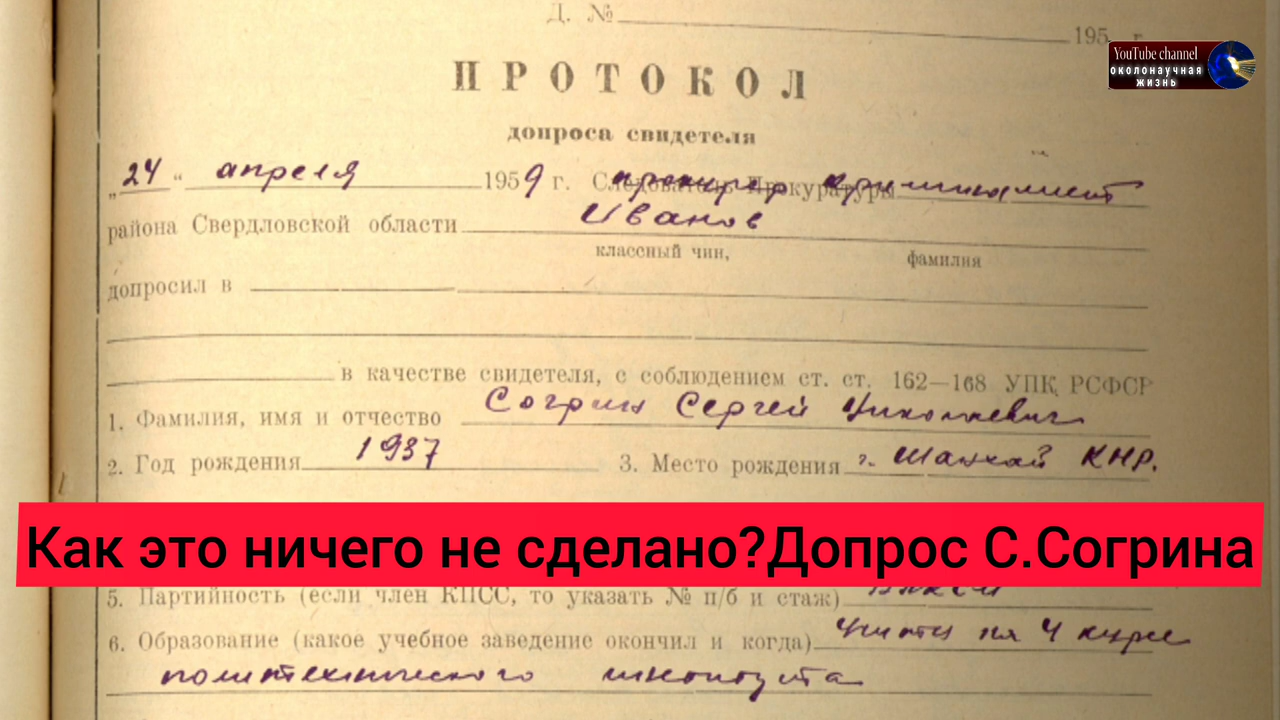 Д. № 195 г.
YouTube channel
околонаучная
жизнь
ПРОТОКОЛ
допроса свидетеля
„24“ апреля 1959 г. Следователь Прокуратуры прокурор криминалист
района Свердловской области Иванов
классный чин, фамилия
допросил в
в качестве свидетеля, с соблюдением ст. ст. 162—168 УПК РСФСР
1. Фамилия, имя и отчество Согрин Сергей Николаевич
2. Год рождения 1937 3. Место рождения г. Шанхай КНР.
Как это ничего не сделано?Допрос С.Согрина
5. Партийность (если член КПСС, то указать № п/б и стаж)
6. Образование (какое учебное заведение окончил и когда) Учится на 4 курсе
политехнического института